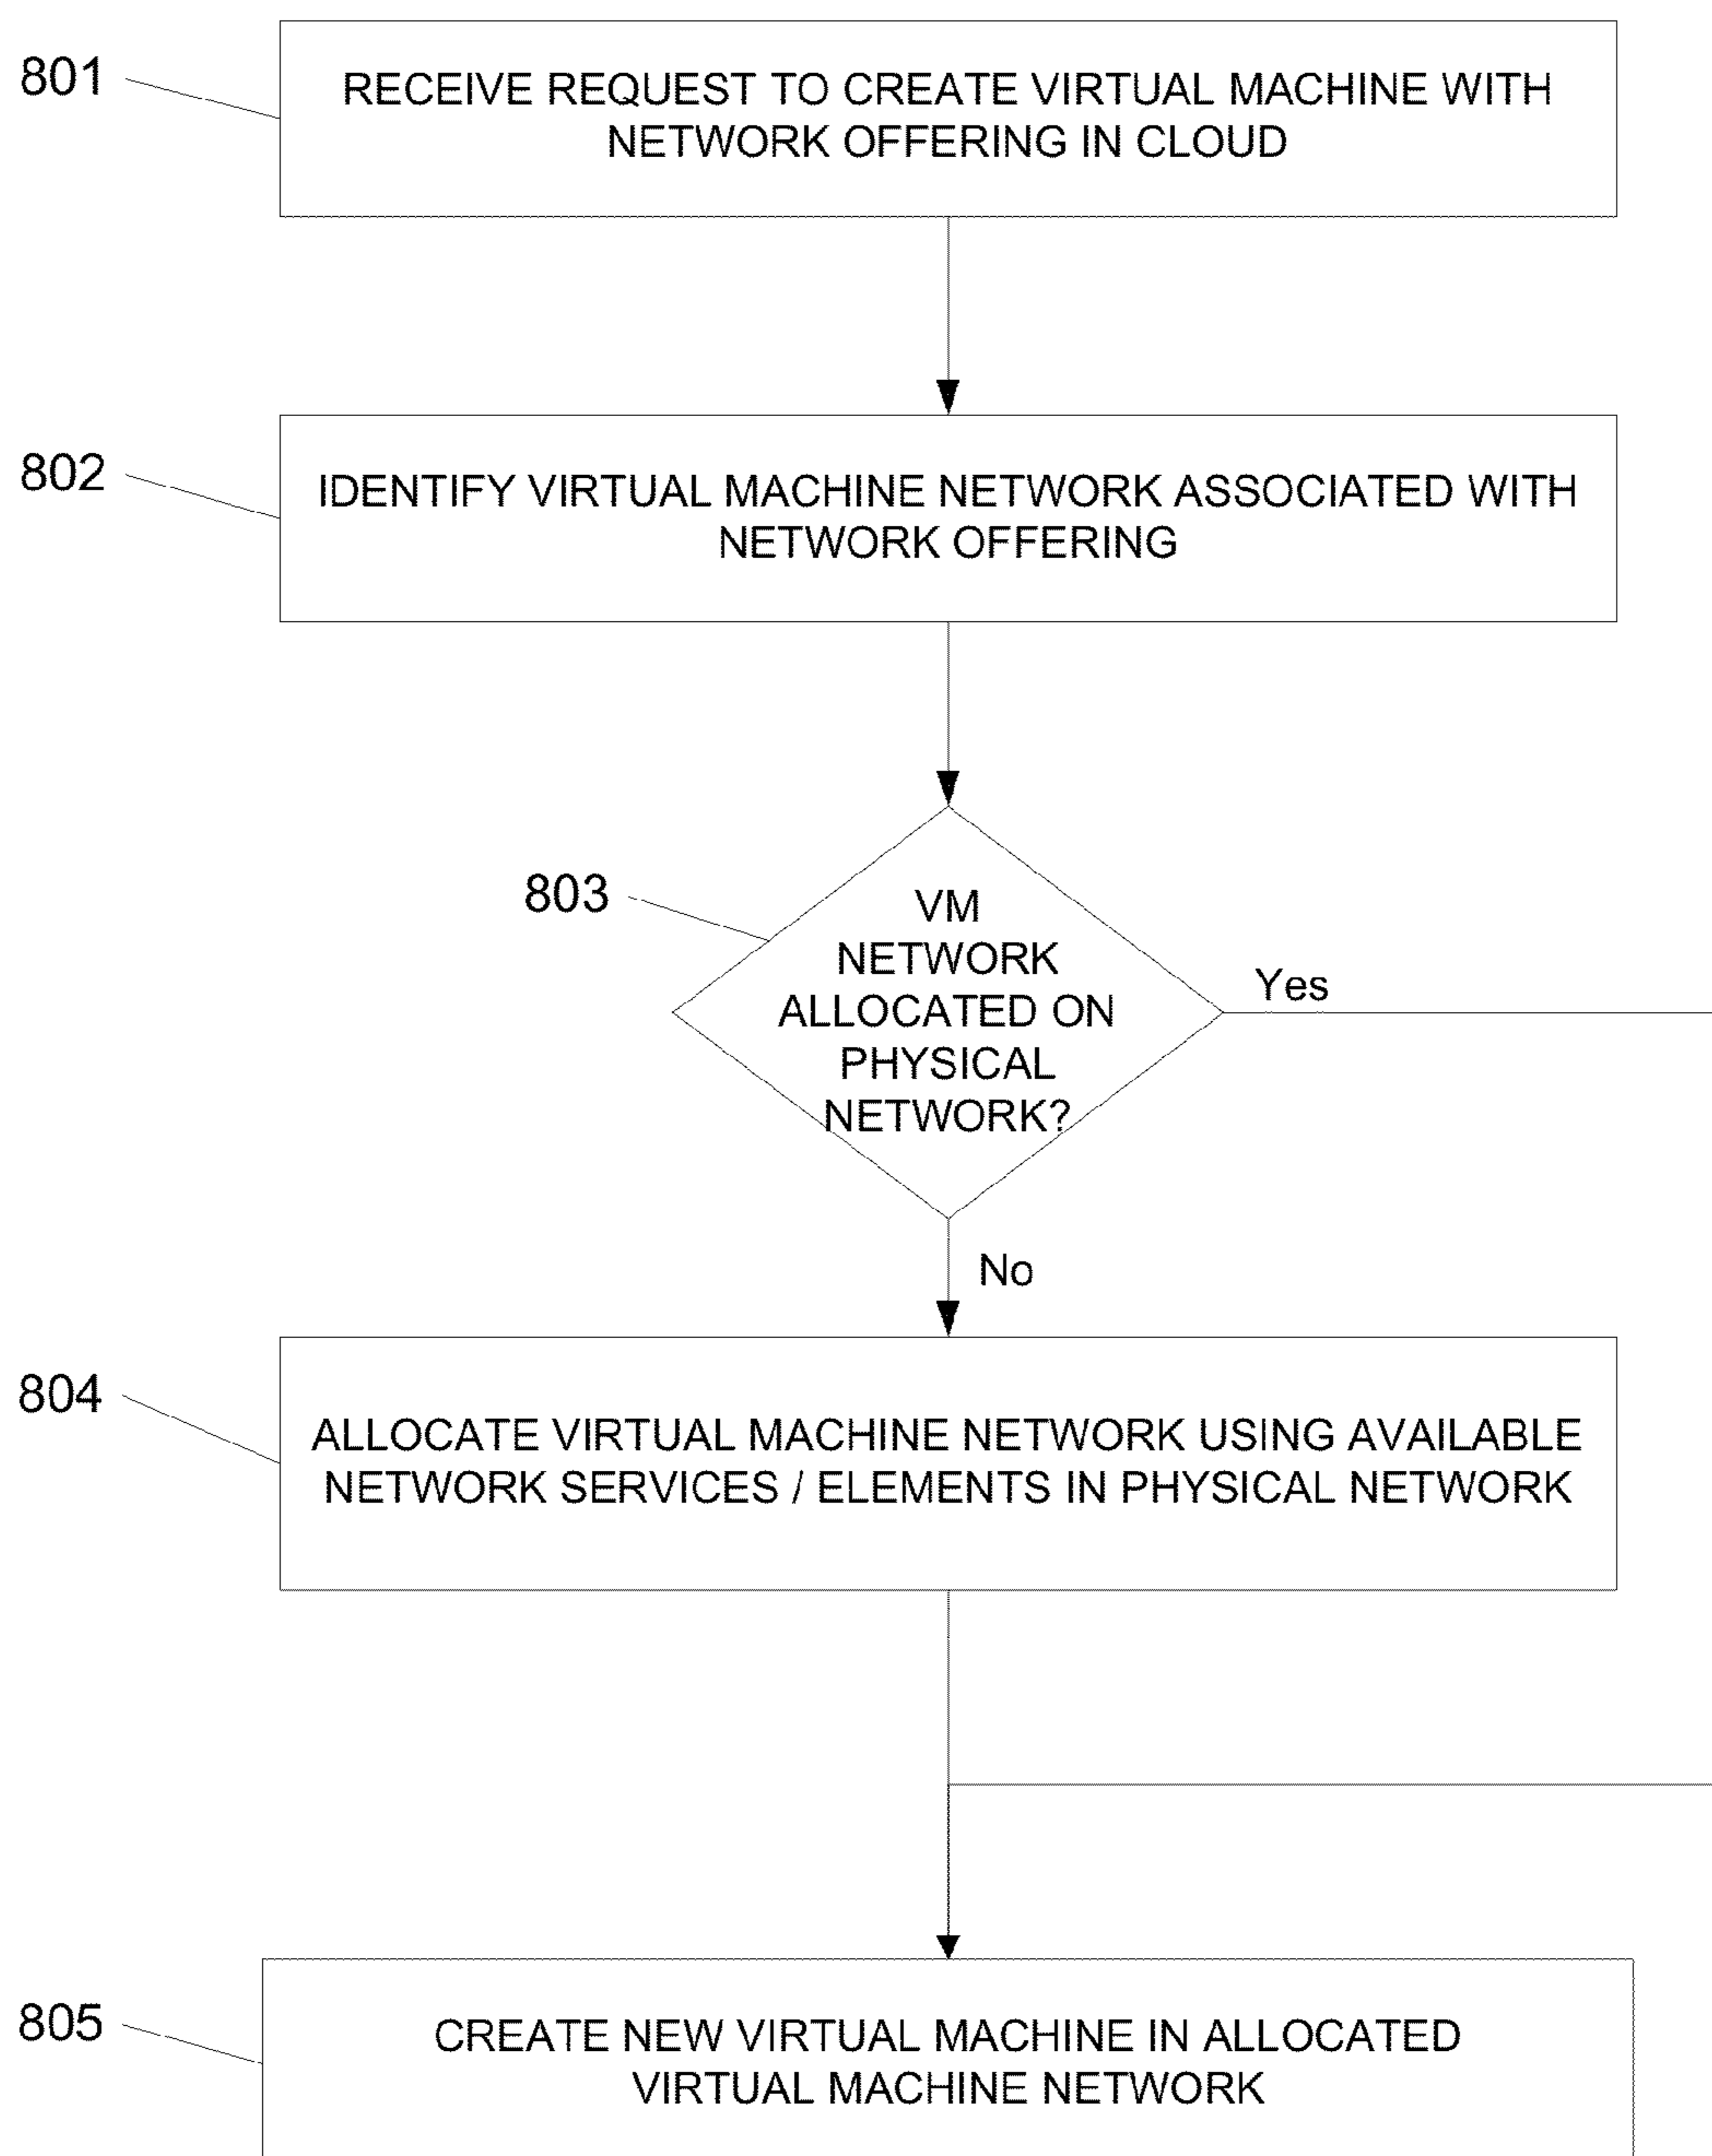 801
RECEIVE REQUEST TO CREATE VIRTUAL MACHINE WITH
NETWORK OFFERING IN CLOUD
802
IDENTIFY VIRTUAL MACHINE NETWORK ASSOCIATED WITH
NETWORK OFFERING
803
VM
NETWORK
ALLOCATED ON
PHYSICAL
NETWORK?
Yes
No
804
ALLOCATE VIRTUAL MACHINE NETWORK USING AVAILABLE
NETWORK SERVICES / ELEMENTS IN PHYSICAL NETWORK
805
CREATE NEW VIRTUAL MACHINE IN ALLOCATED
VIRTUAL MACHINE NETWORK